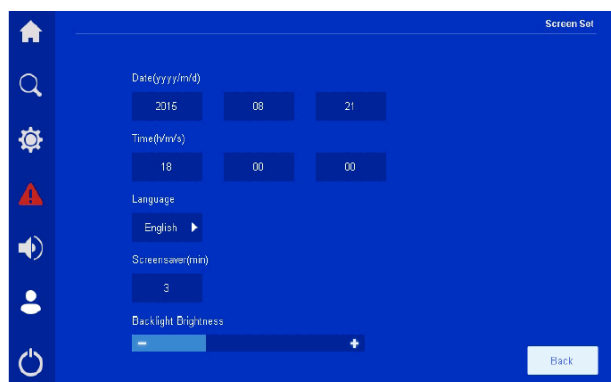 Screen Set
Date(yyyy/m/d)
2015 08 21
Time(h/m/s)
18 00 00
Language
English
Screensaver(min)
3
Backlight Brightness
- +
Back